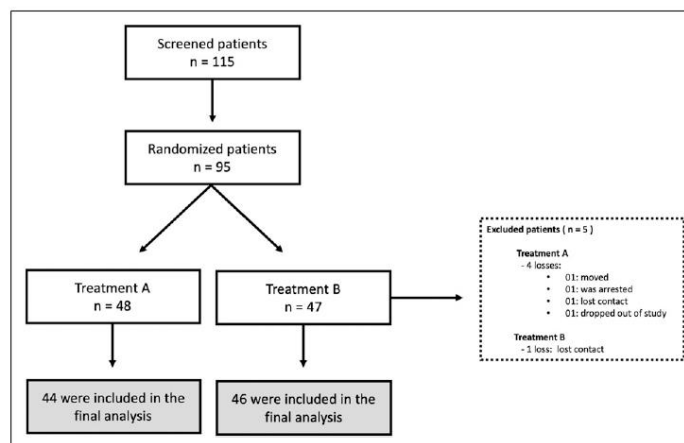 Screened patients
n = 115
Randomized patients
n = 95
Treatment A
n = 48
Treatment B
n = 47
Excluded patients ( n = 5 )
Treatment A
- 4 losses:
• 01: moved
• 01: was arrested
• 01: lost contact
• 01: dropped out of study
Treatment B
- 1 loss: lost contact
44 were included in the
final analysis
46 were included in the
final analysis